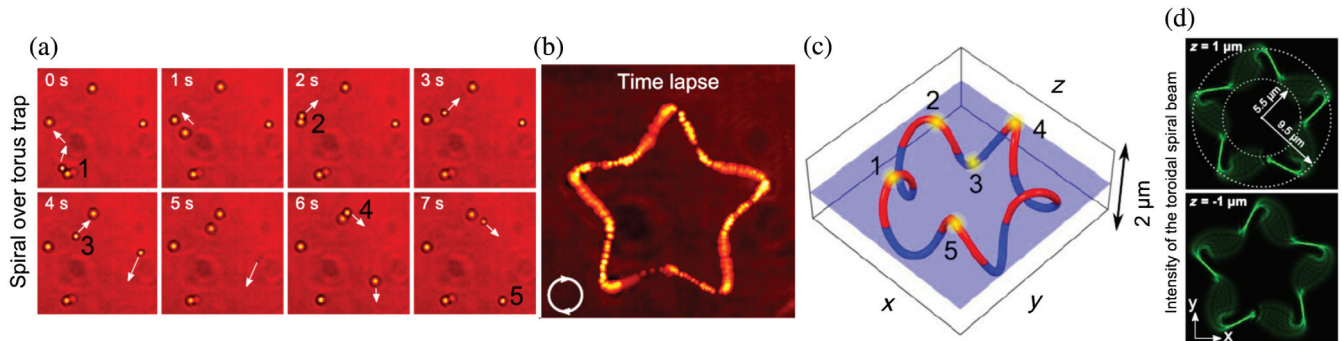 (a)
Spiral over torus trap
0 s
1
1 s
2 s
2
3 s
4 s
3
5 s
6 s
4
7 s
5
(b)
Time lapse
(c)
1
2
3
4
5
x
y
z
2 μm
(d)
Intensity of the toroidal spiral beam
z = 1 μm
5.5 μm
9.5 μm
z = -1 μm
y
x